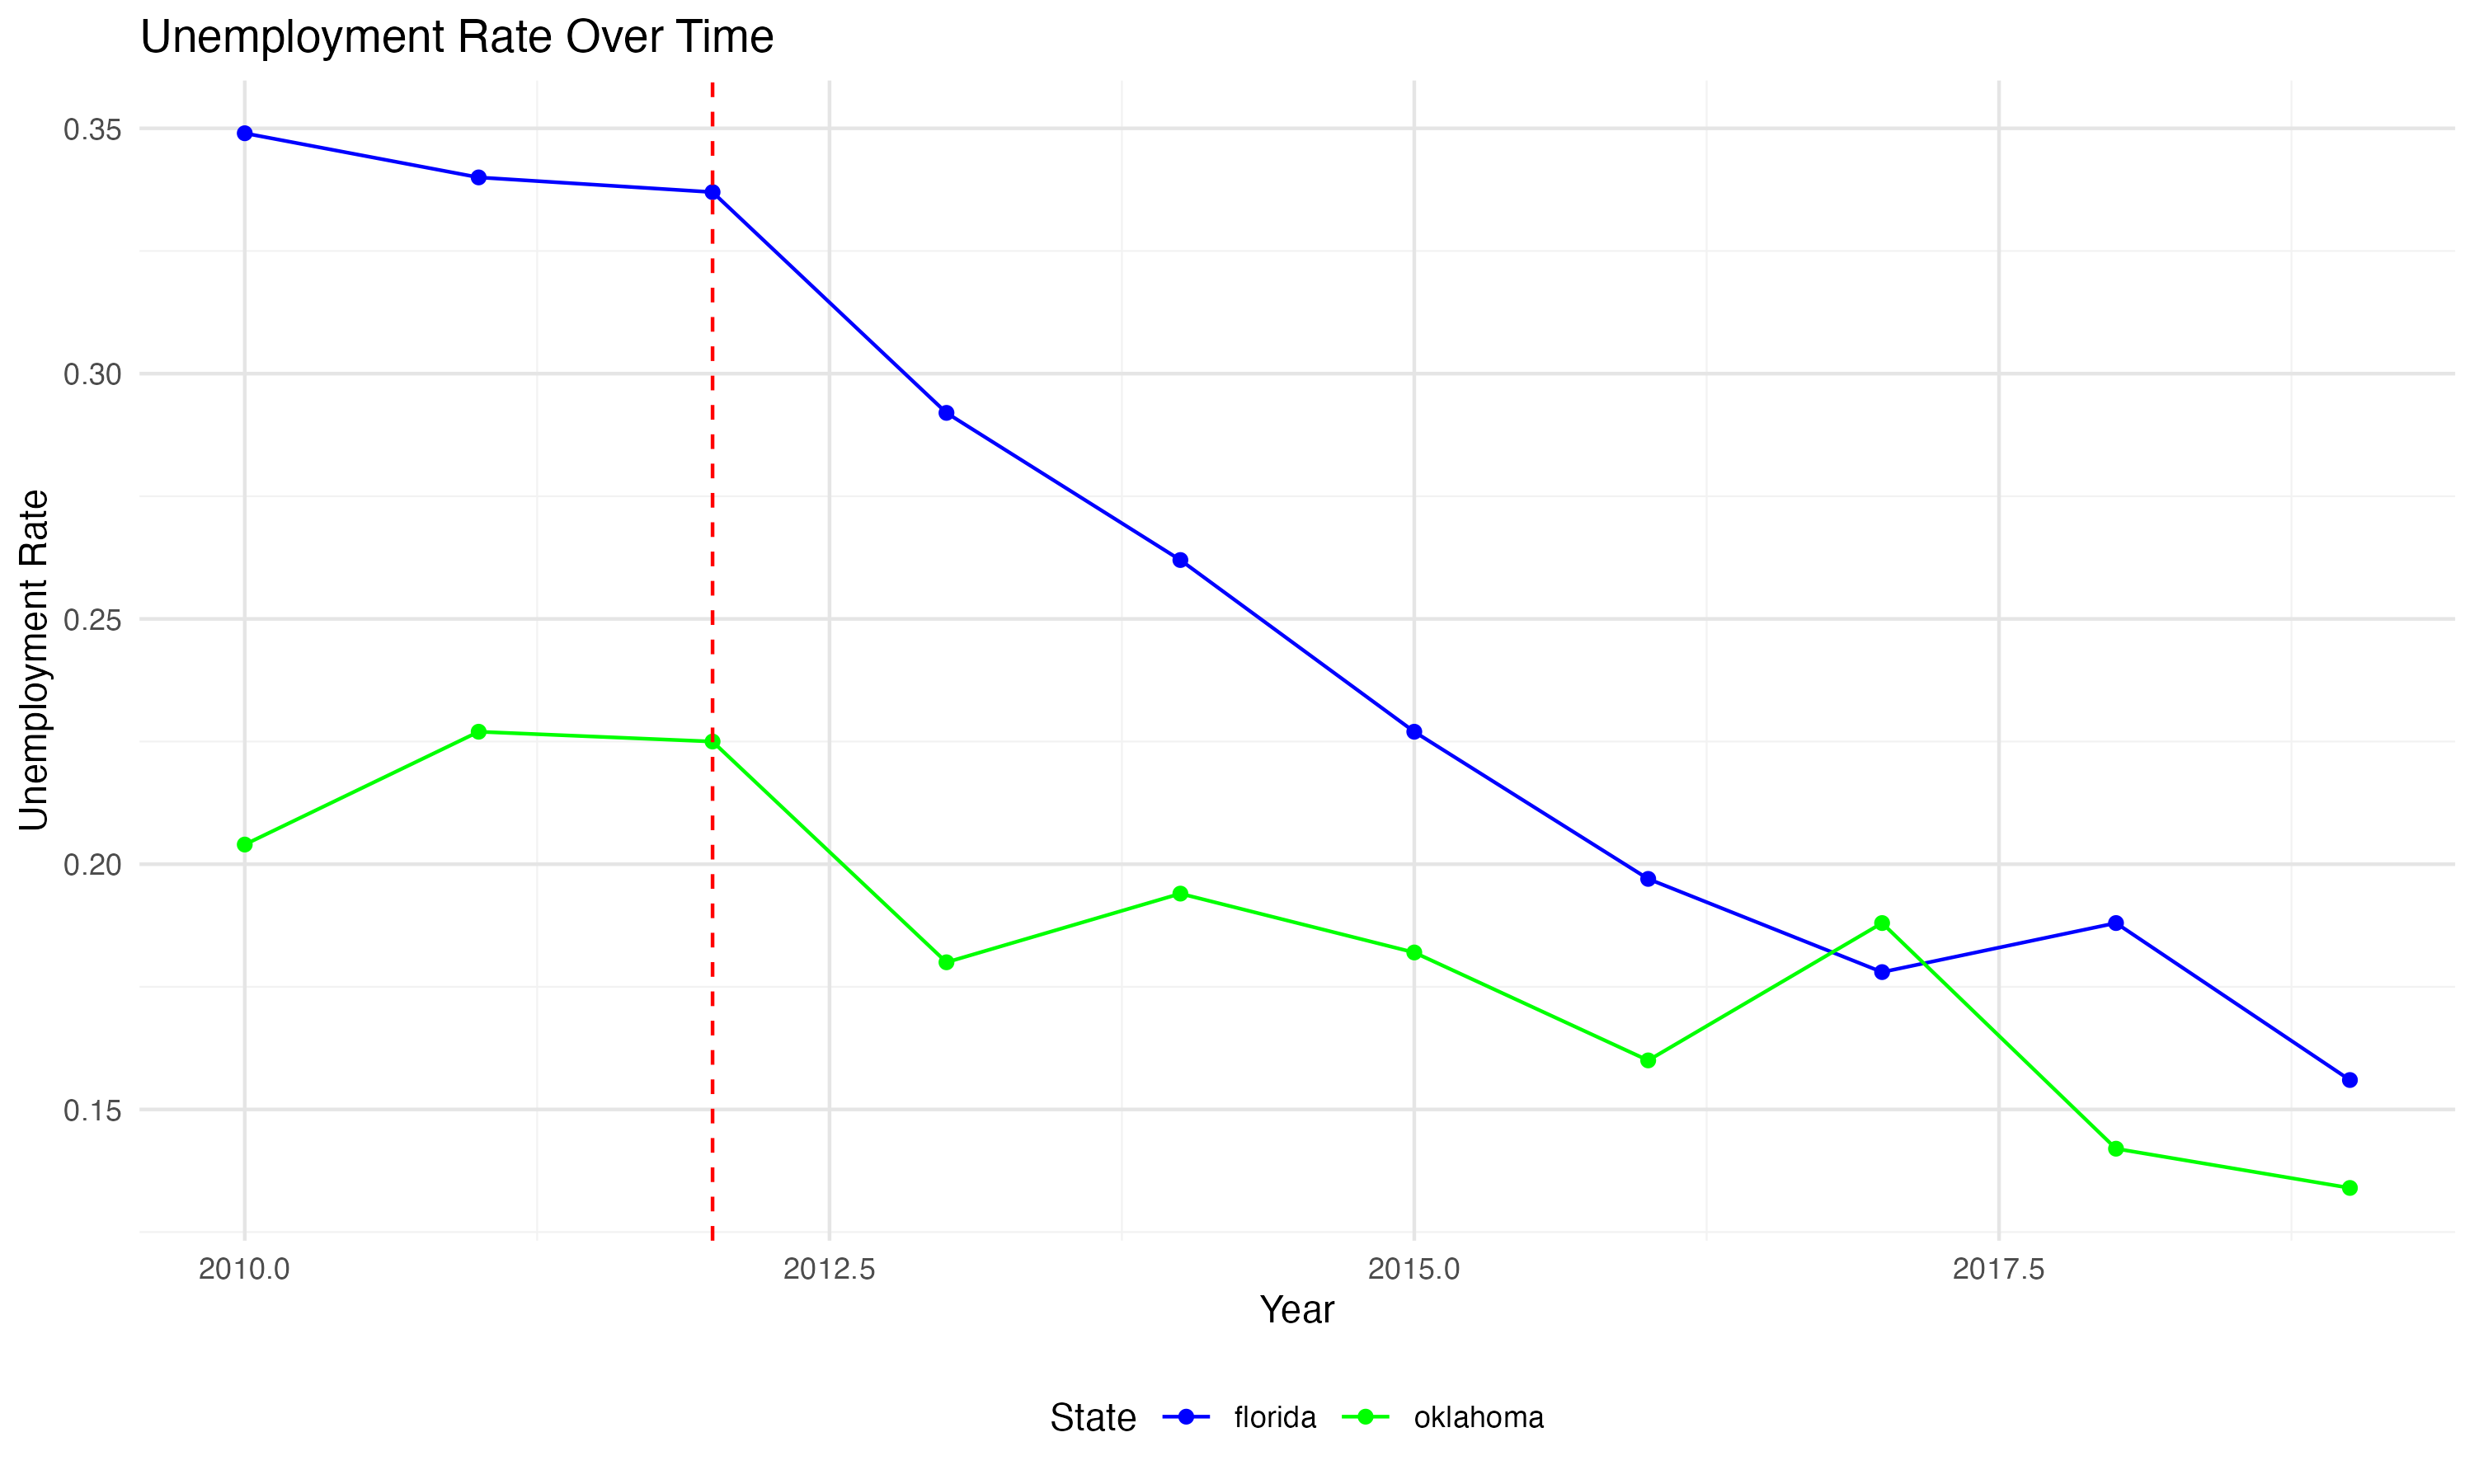 Unemployment Rate Over Time
Unemployment Rate
0.35
0.30
0.25
0.20
0.15
2010.0 2012.5 2015.0 2017.5
Year
State florida oklahoma